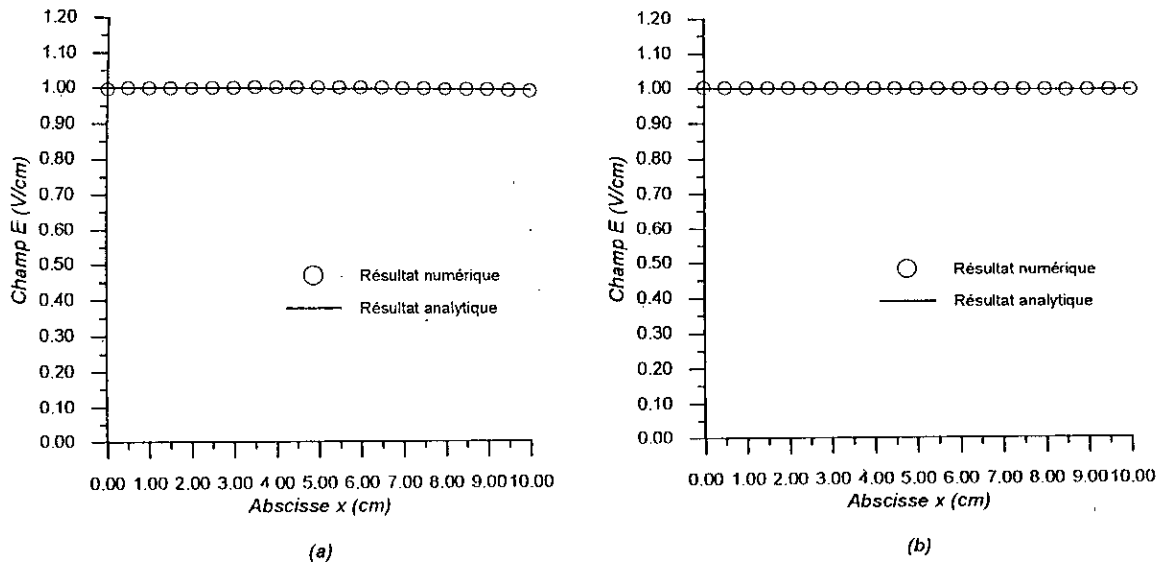 1.20
1.10
1.00
0.90
0.80
0.70
0.60
0.50
0.40
0.30
0.20
0.10
0.00
Champ E (V/cm)
Résultat numérique
Résultat analytique
0.00 1.00 2.00 3.00 4.00 5.00 6.00 7.00 8.00 9.00 10.00
Abscisse x (cm)
(a)
1.20
1.10
1.00
0.90
0.80
0.70
0.60
0.50
0.40
0.30
0.20
0.10
0.00
Champ E (V/cm)
Résultat numérique
Résultat analytique
0.00 1.00 2.00 3.00 4.00 5.00 6.00 7.00 8.00 9.00 10.00
Abscisse x (cm)
(b)